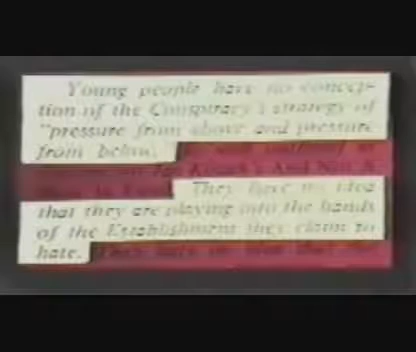 Young people have no concep-
tion of the Conspiracy's strategy of
"pressure from above and pressure
from below,"
They have no idea
that they are playing into the hands
of the Establishment they claim to
hate.